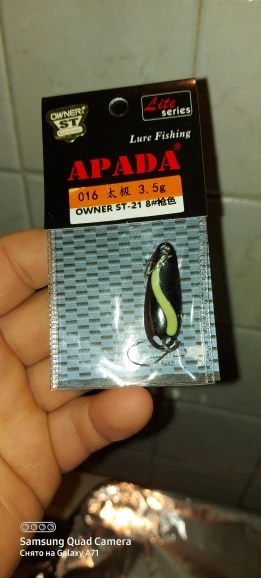 OWNER
ST
Lite
series
Lure Fishing
APADA®
016 太极 3.5g
OWNER ST-21 8#枪色
Samsung Quad Camera
Снято на Galaxy A71